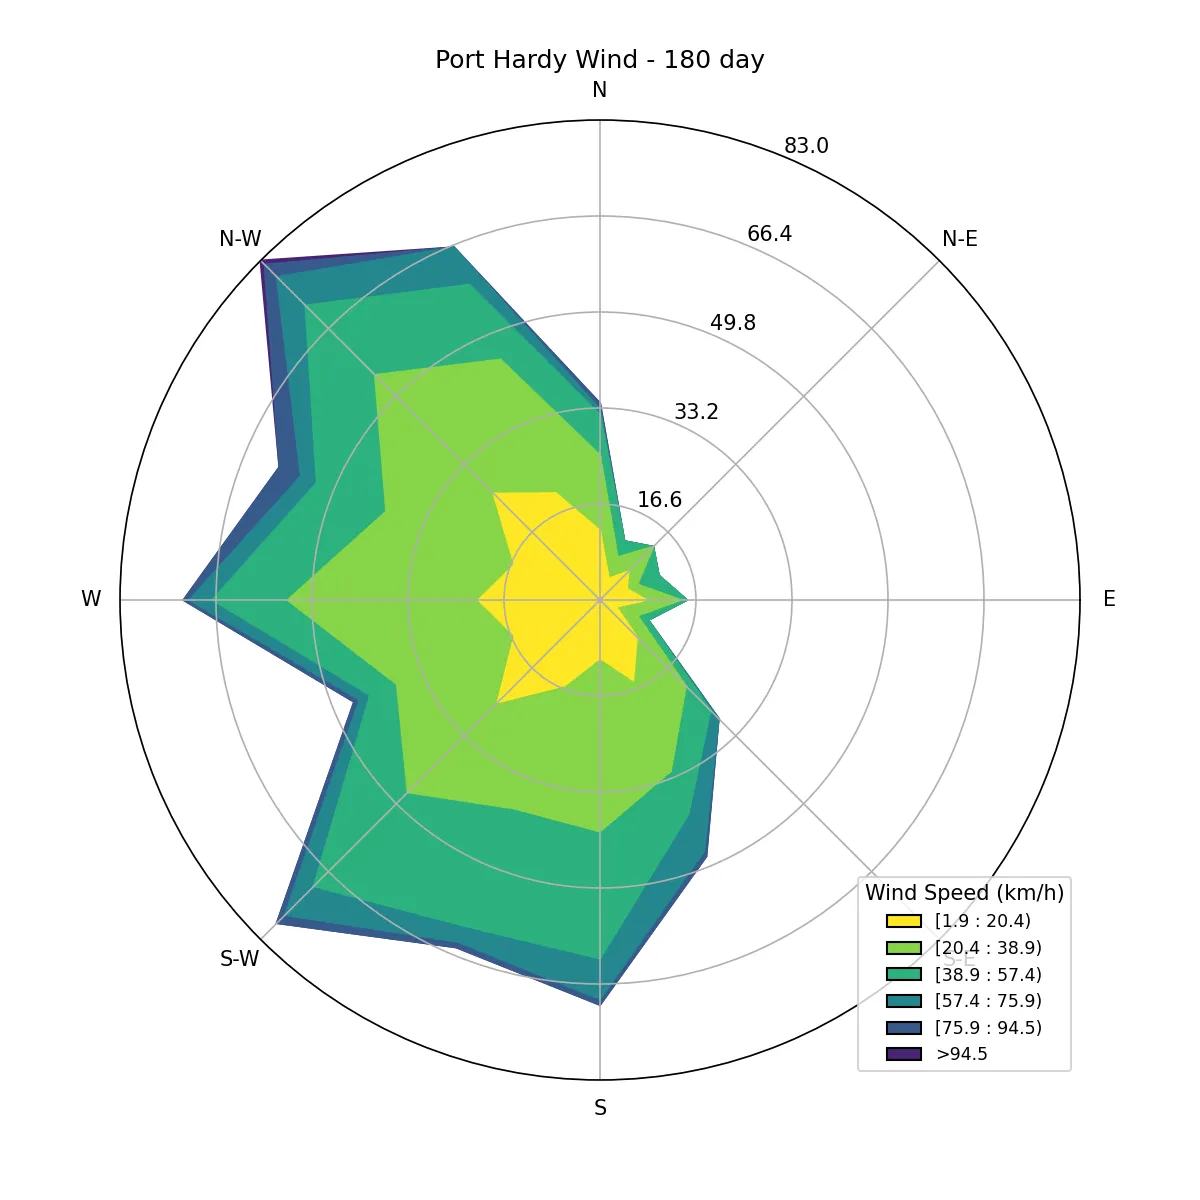 Port Hardy Wind - 180 day
N
83.0
N-W
66.4
N-E
49.8
33.2
16.6
W
E
S-W
S-E
S
Wind Speed (km/h)
[1.9 : 20.4)
[20.4 : 38.9)
[38.9 : 57.4)
[57.4 : 75.9)
[75.9 : 94.5)
>94.5